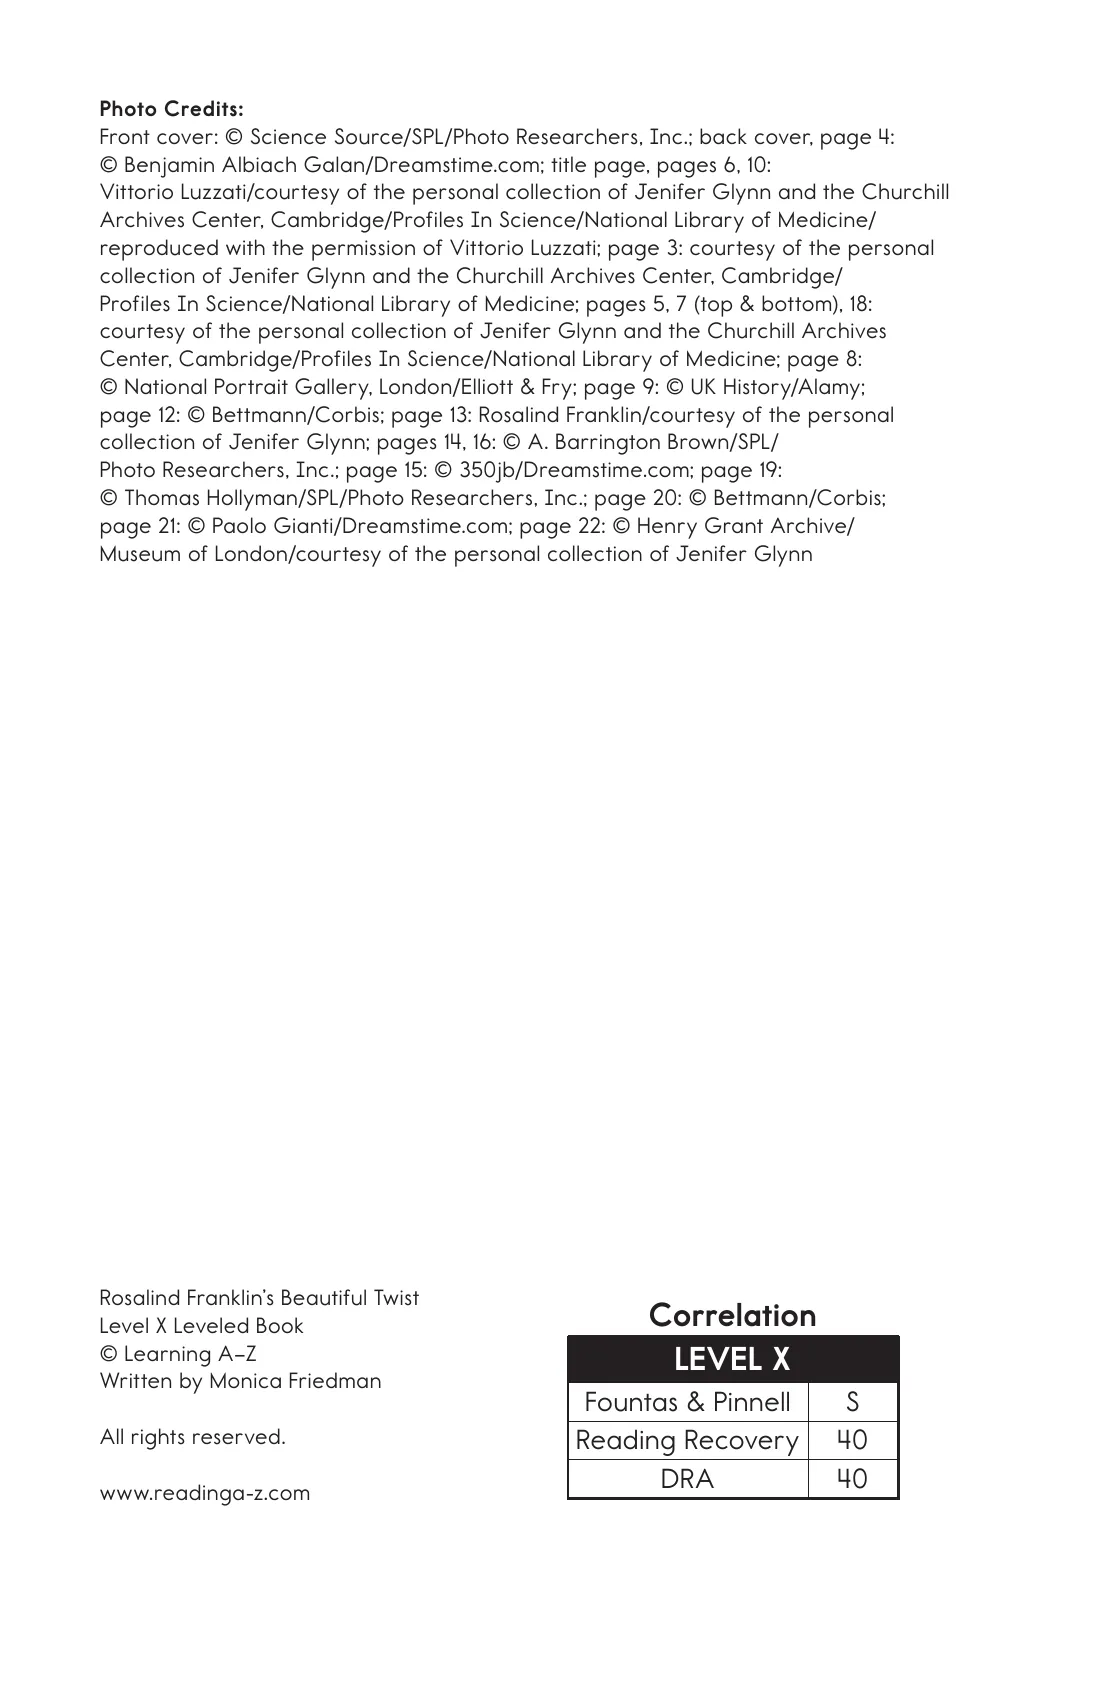 Photo Credits:
Front cover: © Science Source/SPL/Photo Researchers, Inc.; back cover, page 4:
© Benjamin Albiach Galan/Dreamstime.com; title page, pages 6, 10:
Vittorio Luzzati/courtesy of the personal collection of Jenifer Glynn and the Churchill
Archives Center, Cambridge/Profiles In Science/National Library of Medicine/
reproduced with the permission of Vittorio Luzzati; page 3: courtesy of the personal
collection of Jenifer Glynn and the Churchill Archives Center, Cambridge/
Profiles In Science/National Library of Medicine; pages 5, 7 (top & bottom), 18:
courtesy of the personal collection of Jenifer Glynn and the Churchill Archives
Center, Cambridge/Profiles In Science/National Library of Medicine; page 8:
© National Portrait Gallery, London/Elliott & Fry; page 9: © UK History/Alamy;
page 12: © Bettmann/Corbis; page 13: Rosalind Franklin/courtesy of the personal
collection of Jenifer Glynn; pages 14, 16: © A. Barrington Brown/SPL/
Photo Researchers, Inc.; page 15: © 350jb/Dreamstime.com; page 19:
© Thomas Hollyman/SPL/Photo Researchers, Inc.; page 20: © Bettmann/Corbis;
page 21: © Paolo Gianti/Dreamstime.com; page 22: © Henry Grant Archive/
Museum of London/courtesy of the personal collection of Jenifer Glynn
Rosalind Franklin's Beautiful Twist
Level X Leveled Book
© Learning A–Z
Written by Monica Friedman
All rights reserved.
www.readinga-z.com
Correlation
LEVEL X
Fountas & Pinnell S
Reading Recovery 40
DRA 40